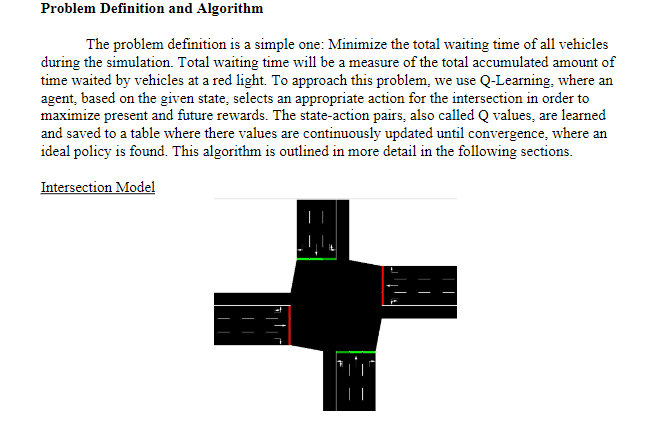 Problem Definition and Algorithm
The problem definition is a simple one: Minimize the total waiting time of all vehicles
during the simulation. Total waiting time will be a measure of the total accumulated amount of
time waited by vehicles at a red light. To approach this problem, we use Q-Learning, where an
agent, based on the given state, selects an appropriate action for the intersection in order to
maximize present and future rewards. The state-action pairs, also called Q values, are learned
and saved to a table where there values are continuously updated until convergence, where an
ideal policy is found. This algorithm is outlined in more detail in the following sections.
Intersection Model